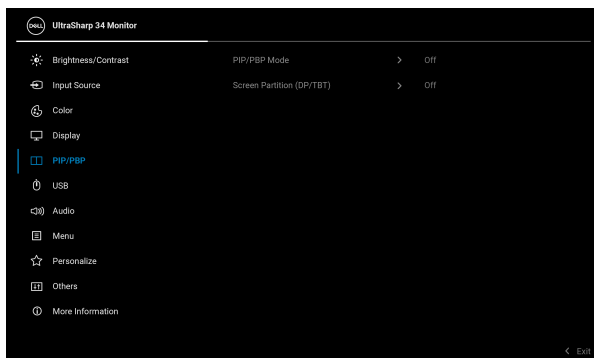 DELL UltraSharp 34 Monitor
Brightness/Contrast PIP/PBP Mode > Off
Input Source Screen Partition (DP/TBT) > Off
Color
Display
PIP/PBP
USB
Audio
Menu
Personalize
Others
More Information
< Exit